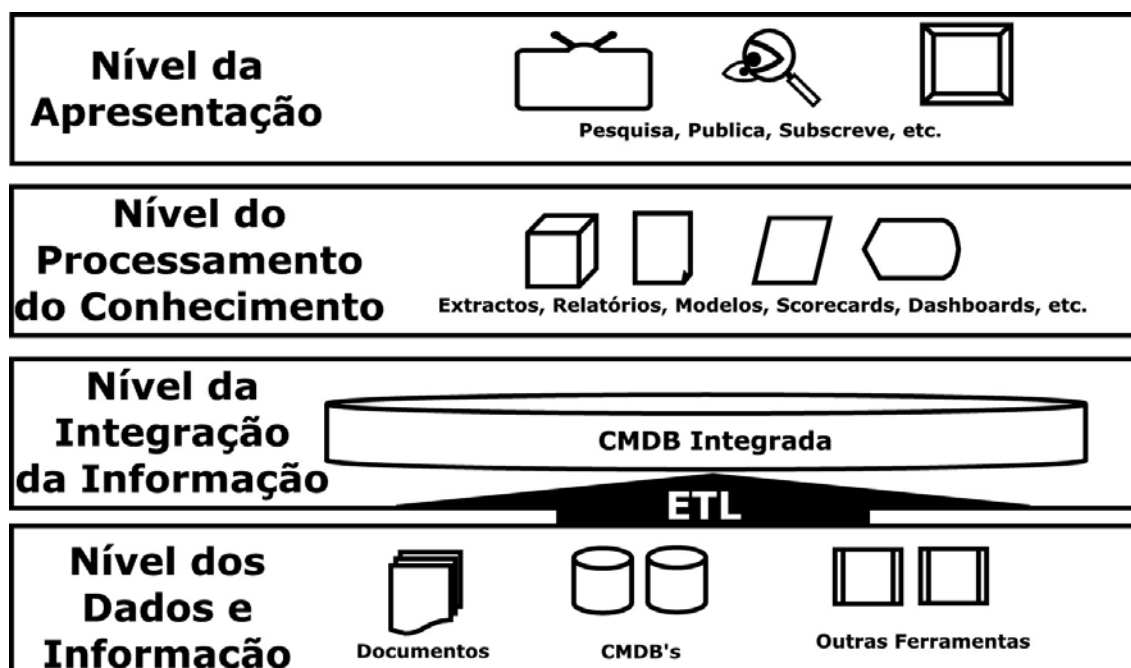 Nível da
Apresentação
Pesquisa, Publica, Subscreve, etc.
Nível do
Processamento
do Conhecimento
Extractos, Relatórios, Modelos, Scorecards, Dashboards, etc.
Nível da
Integração
da Informação
CMDB Integrada
ETL
Nível dos
Dados e
Informação
Documentos
CMDB's
Outras Ferramentas